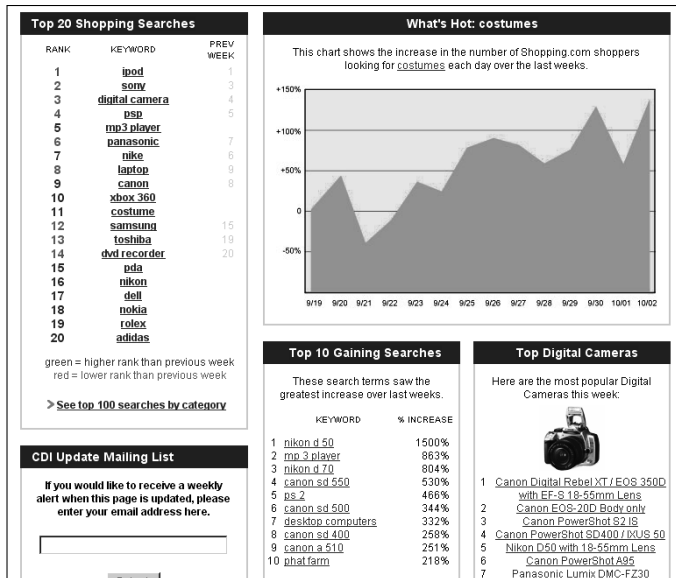 Top 20 Shopping Searches
RANK KEYWORD PREV WEEK
1 ipod 1
2 sony 3
3 digital camera 4
4 psp 5
5 mp3 player
6 panasonic 7
7 nike 6
8 laptop 9
9 canon 8
10 xbox 360
11 costume
12 samsung 15
13 toshiba 19
14 dvd recorder 20
15 pda
16 nikon
17 dell
18 nokia
19 rolex
20 adidas
green = higher rank than previous week
red = lower rank than previous week
> See top 100 searches by category
CDI Update Mailing List
If you would like to receive a weekly
alert when this page is updated, please
enter your email address here.
What's Hot: costumes
This chart shows the increase in the number of Shopping.com shoppers
looking for costumes each day over the last weeks.
+150%
+100%
+50%
0
-50%
9/19 9/20 9/21 9/22 9/23 9/24 9/25 9/26 9/27 9/28 9/29 9/30 10/01 10/02
Top 10 Gaining Searches
These search terms saw the
greatest increase over last weeks.
KEYWORD % INCREASE
1 nikon d 50 1500%
2 mp 3 player 863%
3 nikon d 70 804%
4 canon sd 550 530%
5 ps 2 466%
6 canon sd 500 344%
7 desktop computers 332%
8 canon sd 400 258%
9 canon a 510 251%
10 phat farm 218%
Top Digital Cameras
Here are the most popular Digital
Cameras this week:
1 Canon Digital Rebel XT / EOS 350D
with EF-S 18-55mm Lens
2 Canon EOS-20D Body only
3 Canon PowerShot S2 IS
4 Canon PowerShot SD400 / IXUS 50
5 Nikon D50 with 18-55mm Lens
6 Canon PowerShot A95
7 Panasonic Lumix DMC-FZ30